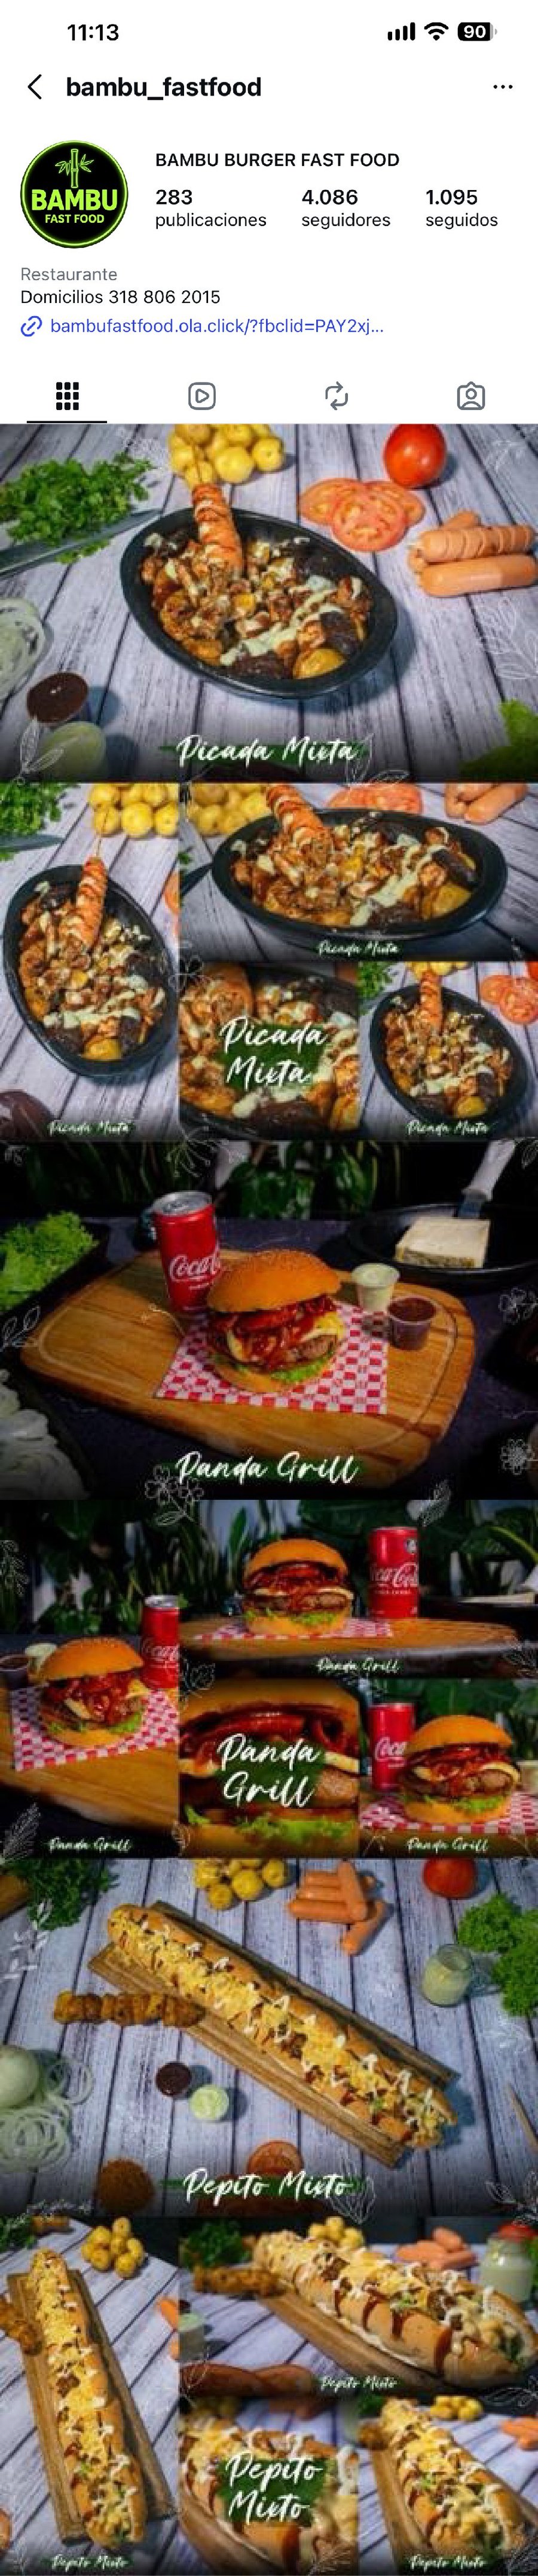 11:13
90
bambu_fastfood
BAMBU
FAST FOOD
BAMBU BURGER FAST FOOD
283
4.086
1.095
publicaciones
seguidores
seguidos
Restaurante
Domicilios 318 806 2015
bambufastfood.ola.click/?fbclid=PAY2xj...
Picada Mixta
Picada Mixta
Picada
Mixta
Picada Mixta
Picada Mixta
Coca
Panda Grill
Coca-Cola
Coca
Panda Grill
Panda
Grill
Coca
Panda Grill
Panda Grill
Pepito Mixto
Pepito Mixto
Pepito
Mixto
Pepito Mixto
Pepito Mixto